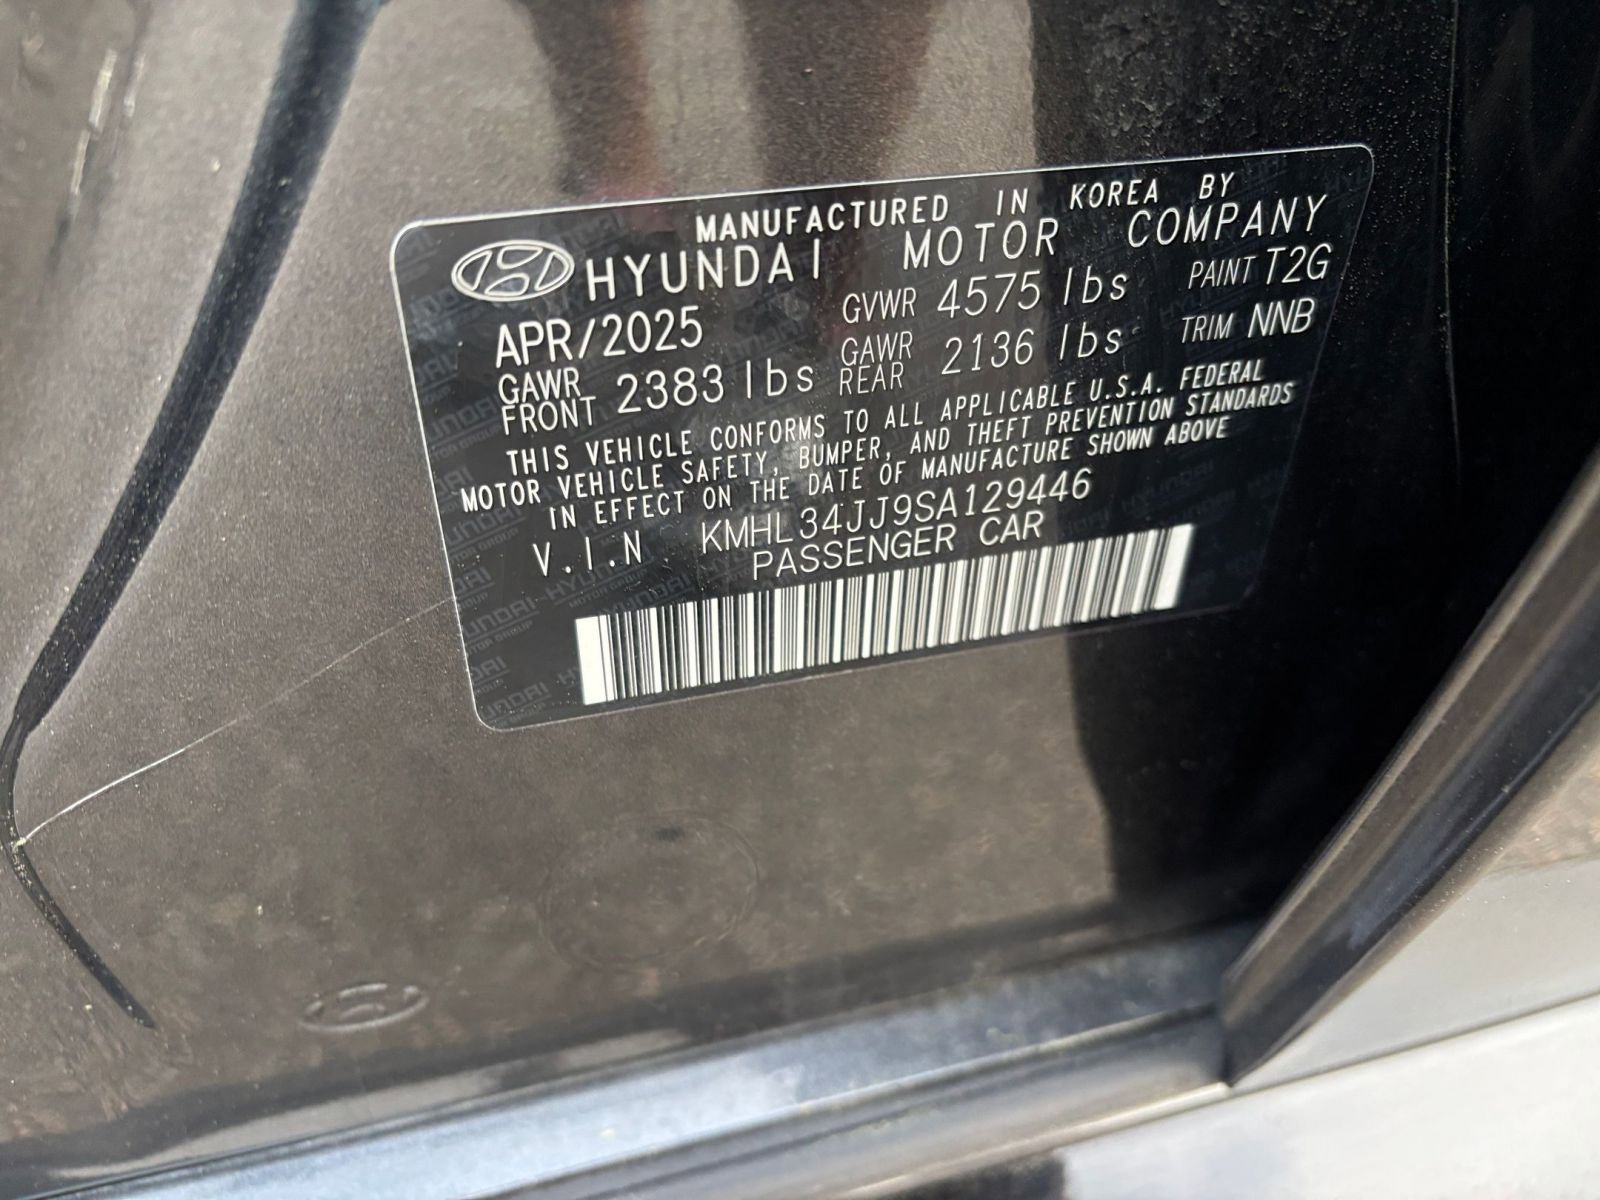 MANUFACTURED IN KOREA BY
HYUNDAI MOTOR COMPANY
APR/2025 GVWR 4575 lbs PAINT T2G
GAWR FRONT 2383 lbs GAWR REAR 2136 lbs TRIM NNB
THIS VEHICLE CONFORMS TO ALL APPLICABLE U.S.A. FEDERAL
MOTOR VEHICLE SAFETY, BUMPER, AND THEFT PREVENTION STANDARDS
IN EFFECT ON THE DATE OF MANUFACTURE SHOWN ABOVE
V.I.N KMHL34JJ9SA129446
PASSENGER CAR